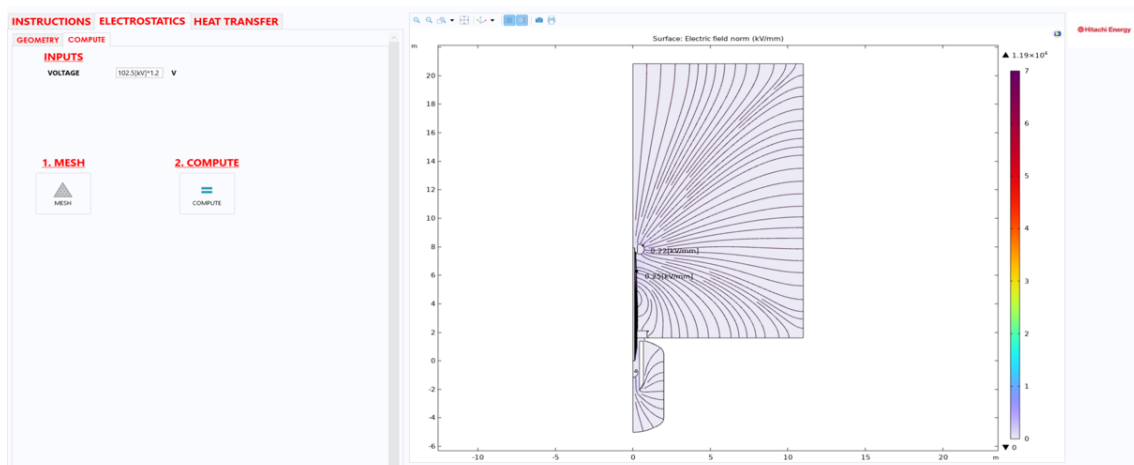 INSTRUCTIONS ELECTROSTATICS HEAT TRANSFER
GEOMETRY COMPUTE
INPUTS
VOLTAGE 102.5[kV]*1.2 V
1. MESH 2. COMPUTE
MESH COMPUTE
Surface: Electric field norm (kV/mm)
m
1.19×10⁶
20
18
16
14
12
10
8
6
4
2
0
-2
-4
-6
0.22[kV/mm]
0.25[kV/mm]
-10 -5 0 5 10 15 20 m
7
6
5
4
3
2
1
0
0
Hitachi Energy